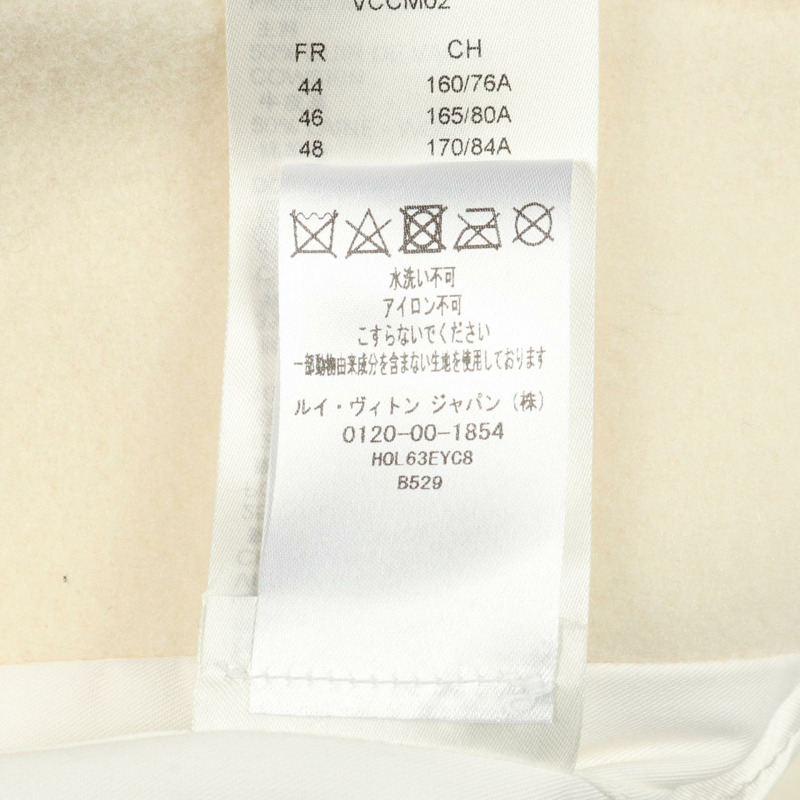 VCCM02
FR CH
44 160/76A
46 165/80A
48 170/84A
水洗い不可
アイロン不可
こすらないでください
一部動物由来成分を含まない生地を使用しております
ルイ・ヴィトン ジャパン（株）
0120-00-1854
HOL63EYC8
B529